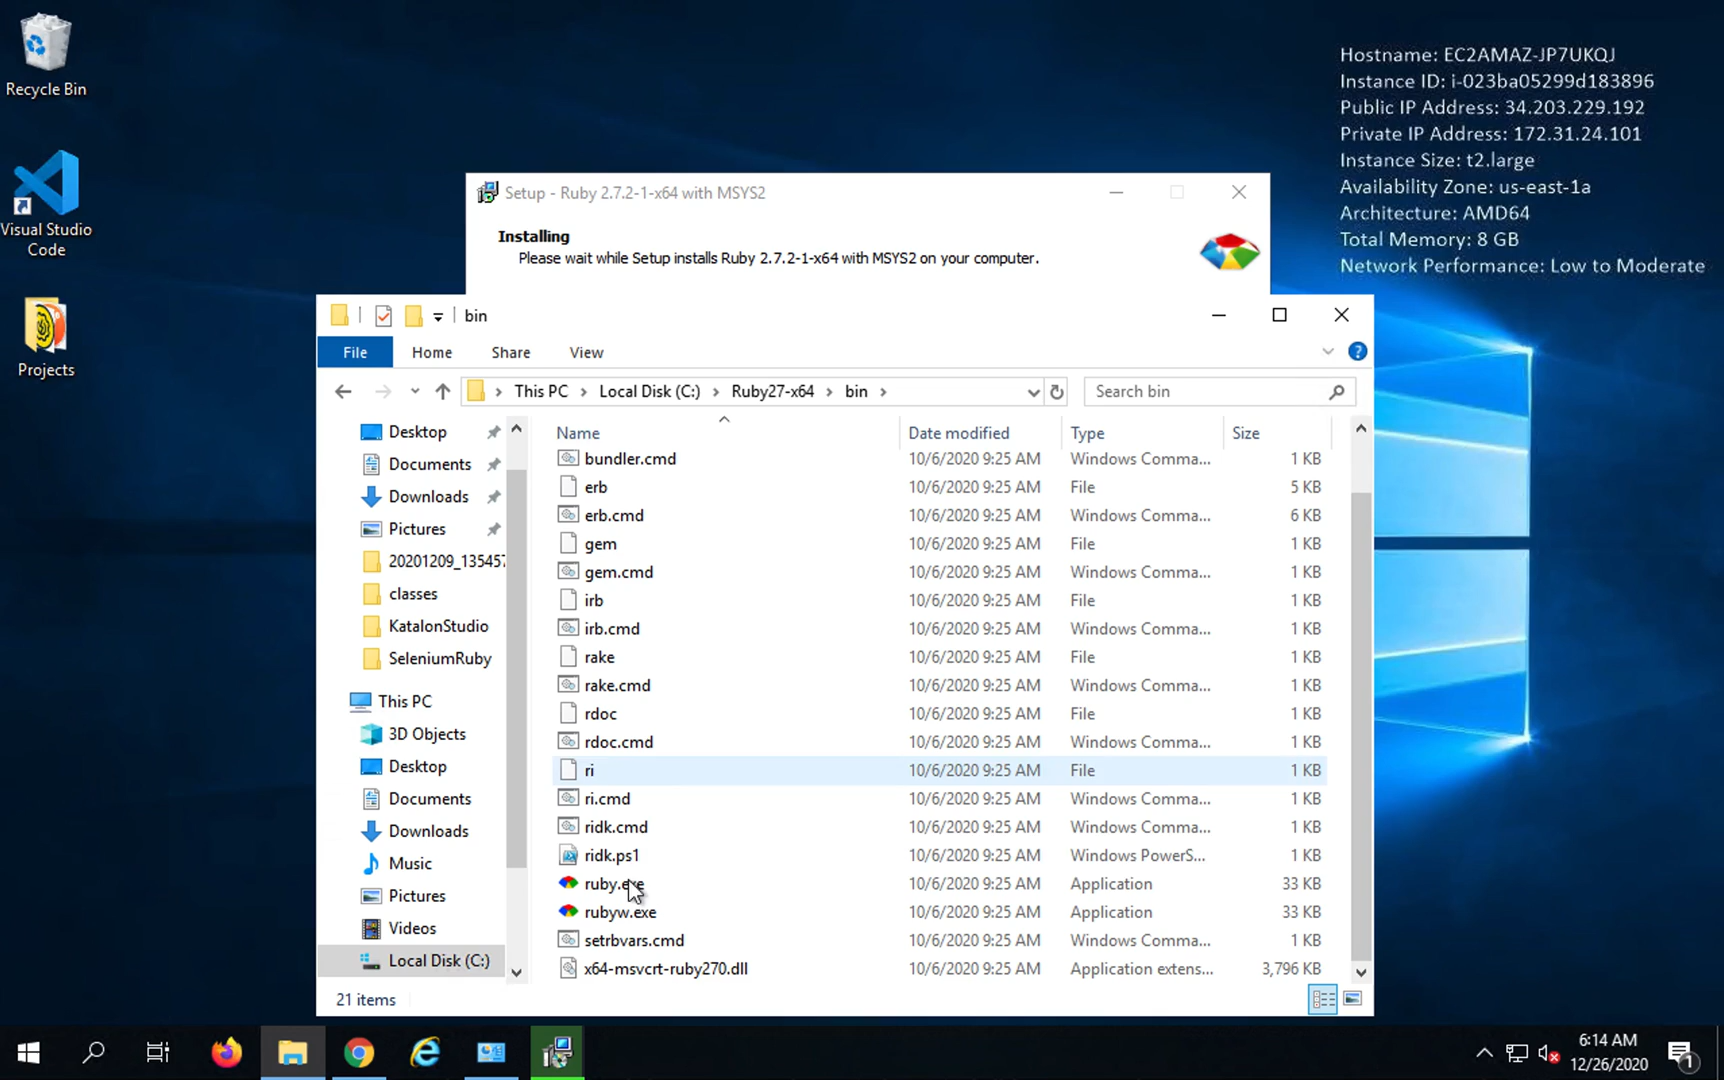 Recycle Bin
Visual Studio
Code
Projects
Hostname: EC2AMAZ-JP7UKQJ
Instance ID: i-023ba05299d183896
Public IP Address: 34.203.229.192
Private IP Address: 172.31.24.101
Instance Size: t2.large
Availability Zone: us-east-1a
Architecture: AMD64
Total Memory: 8 GB
Network Performance: Low to Moderate
Setup - Ruby 2.7.2-1-x64 with MSYS2
Installing
Please wait while Setup installs Ruby 2.7.2-1-x64 with MSYS2 on your computer.
bin
File Home Share View
This PC Local Disk (C:) Ruby27-x64 bin Search bin
Desktop
Documents
Downloads
Pictures
20201209_135457
classes
KatalonStudio
SeleniumRuby
This PC
3D Objects
Desktop
Documents
Downloads
Music
Pictures
Videos
Local Disk (C:)
Name Date modified Type Size
bundler.cmd 10/6/2020 9:25 AM Windows Comma... 1 KB
erb 10/6/2020 9:25 AM File 5 KB
erb.cmd 10/6/2020 9:25 AM Windows Comma... 6 KB
gem 10/6/2020 9:25 AM File 1 KB
gem.cmd 10/6/2020 9:25 AM Windows Comma... 1 KB
irb 10/6/2020 9:25 AM File 1 KB
irb.cmd 10/6/2020 9:25 AM Windows Comma... 1 KB
rake 10/6/2020 9:25 AM File 1 KB
rake.cmd 10/6/2020 9:25 AM Windows Comma... 1 KB
rdoc 10/6/2020 9:25 AM File 1 KB
rdoc.cmd 10/6/2020 9:25 AM Windows Comma... 1 KB
ri 10/6/2020 9:25 AM File 1 KB
ri.cmd 10/6/2020 9:25 AM Windows Comma... 1 KB
ridk.cmd 10/6/2020 9:25 AM Windows Comma... 1 KB
ridk.ps1 10/6/2020 9:25 AM Windows PowerS... 1 KB
ruby.exe 10/6/2020 9:25 AM Application 33 KB
rubyw.exe 10/6/2020 9:25 AM Application 33 KB
setrbvars.cmd 10/6/2020 9:25 AM Windows Comma... 1 KB
x64-msvcrt-ruby270.dll 10/6/2020 9:25 AM Application extens... 3,796 KB
21 items
6:14 AM
12/26/2020
1